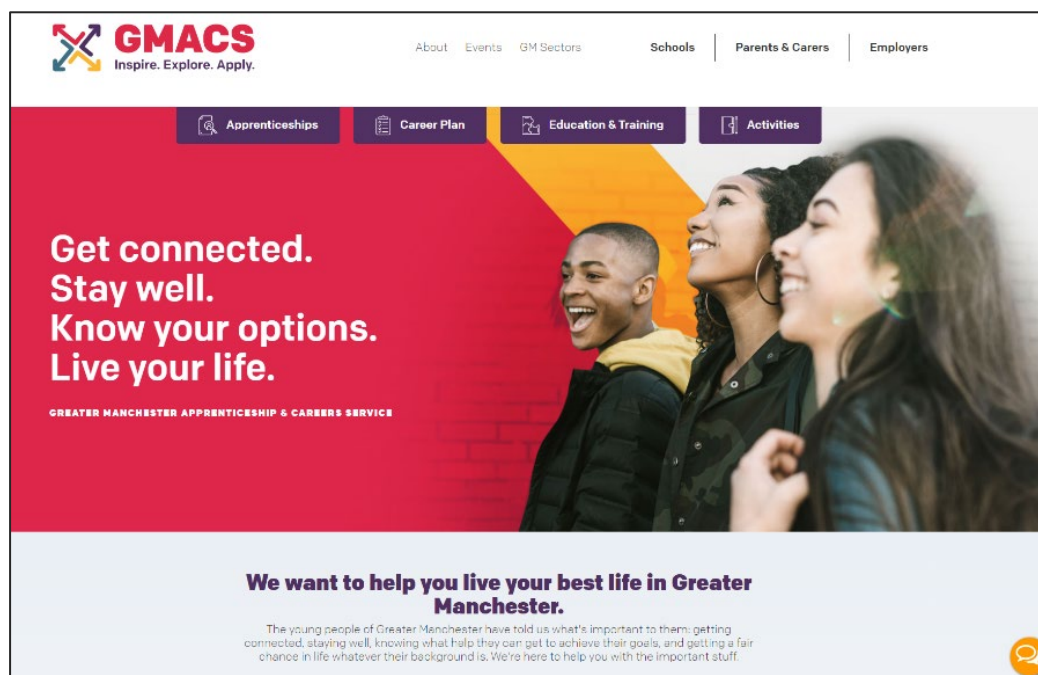 GMACS
Inspire. Explore. Apply.
About Events GM Sectors Schools Parents & Carers Employers
Apprenticeships Career Plan Education & Training Activities
Get connected.
Stay well.
Know your options.
Live your life.
GREATER MANCHESTER APPRENTICESHIP & CAREERS SERVICE
We want to help you live your best life in Greater
Manchester.
The young people of Greater Manchester have told us what's important to them: getting
connected, staying well, knowing what help they can get to achieve their goals, and getting a fair
chance in life whatever their background is. We're here to help you with the important stuff.